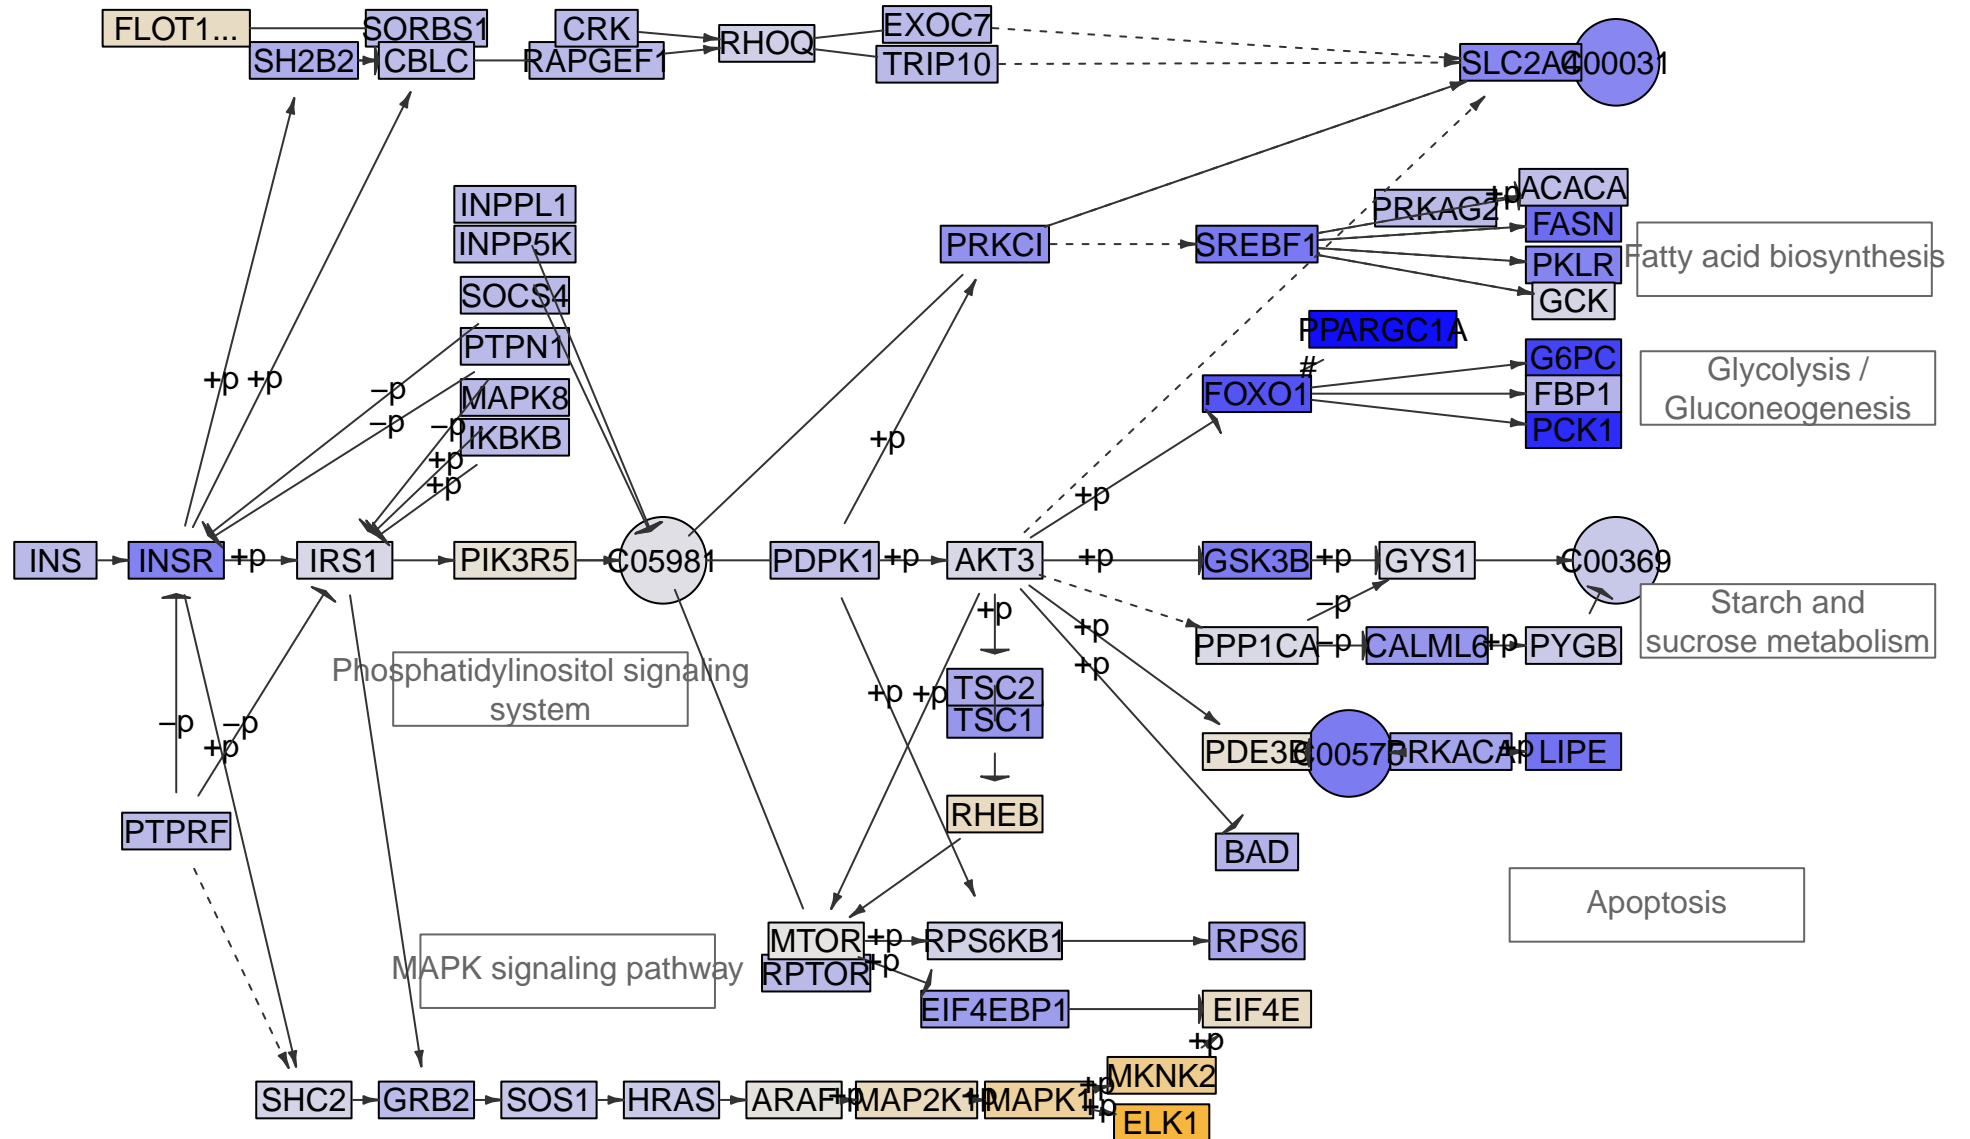 FLOT1...
SORBS1
CRK
EXOC7
SH2B2
CBLC
RAPGEF1
RHOQ
TRIP10
SLC2A4
C00031
INPPL1
INPP5K
SOCS4
PTPN1
MAPK8
IKBKB
PRKCI
SREBF1
PRKAG2
+p
ACACA
FASN
PKLR
GCK
Fatty acid biosynthesis
PPARGC1A
#
FOXO1
G6PC
FBP1
PCK1
Glycolysis /
Gluconeogenesis
+p
+p
−p
−p
−p
+p
+p
+p
+p
INS
INSR
+p
IRS1
PIK3R5
C05981
PDPK1
+p
AKT3
+p
GSK3B
+p
GYS1
C00369
+p
+p
+p
−p
PPP1CA
−p
CALML6
+p
PYGB
Starch and
sucrose metabolism
Phosphatidylinositol signaling
system
−p
+p
−p
+p
+p
TSC2
TSC1
PDE3B
C00575
PRKACA
+p
LIPE
PTPRF
RHEB
BAD
Apoptosis
MTOR
RPTOR
+p
+p
RPS6KB1
RPS6
MAPK signaling pathway
EIF4EBP1
EIF4E
+p
SHC2
GRB2
SOS1
HRAS
ARAF
+p
MAP2K1
+p
MAPK1
+p
+p
MKNK2
ELK1